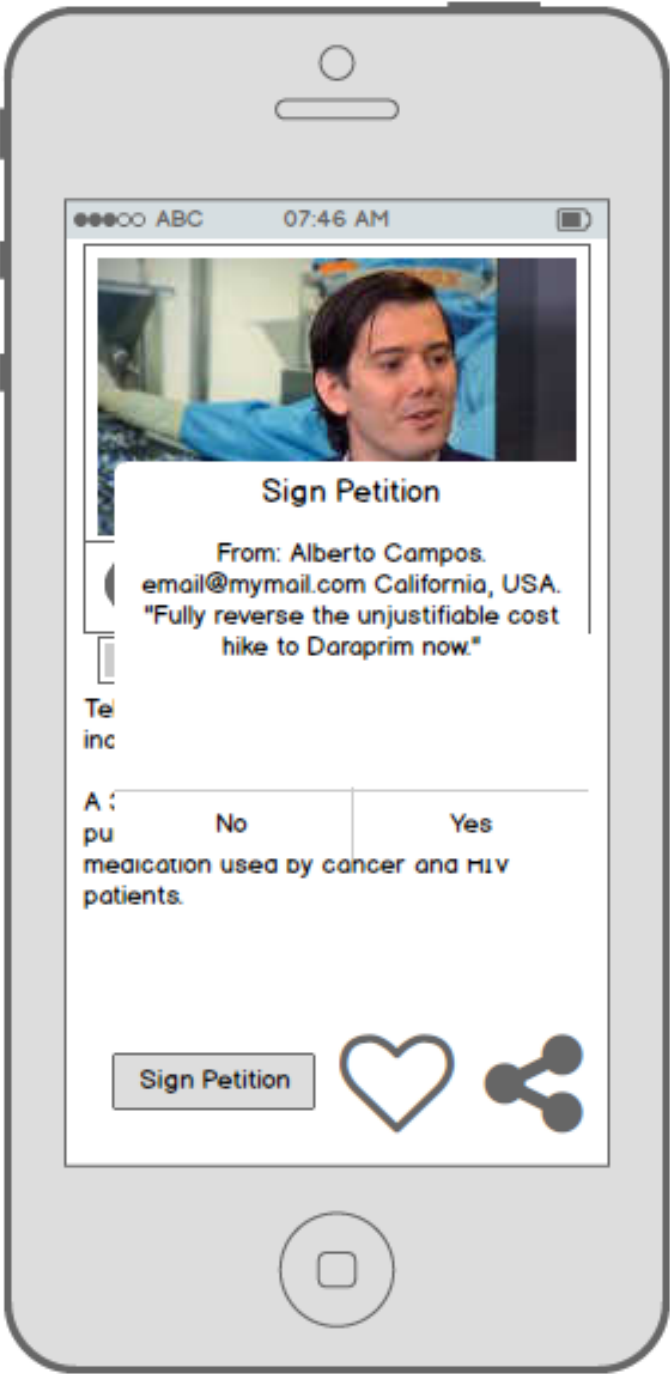 ABC 07:46 AM
Sign Petition
From: Alberto Campos.
email@mymail.com California, USA.
"Fully reverse the unjustifiable cost
hike to Daraprim now."
No Yes
medication used by cancer and HIV
patients.
Sign Petition